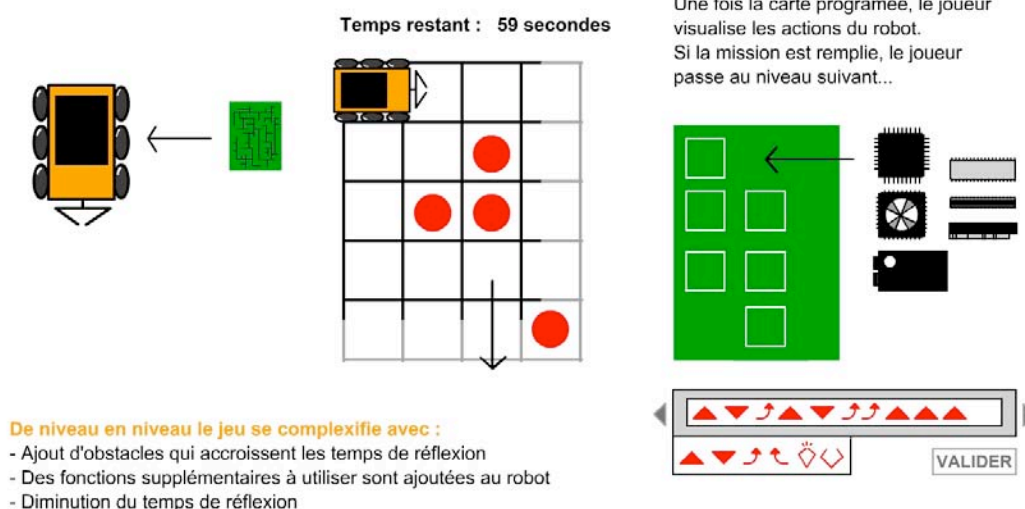 Temps restant : 59 secondes
Une fois la carte programée, le joueur
visualise les actions du robot.
Si la mission est remplie, le joueur
passe au niveau suivant...
De niveau en niveau le jeu se complexifie avec :
- Ajout d'obstacles qui accroissent les temps de réflexion
- Des fonctions supplémentaires à utiliser sont ajoutées au robot
- Diminution du temps de réflexion
VALIDER